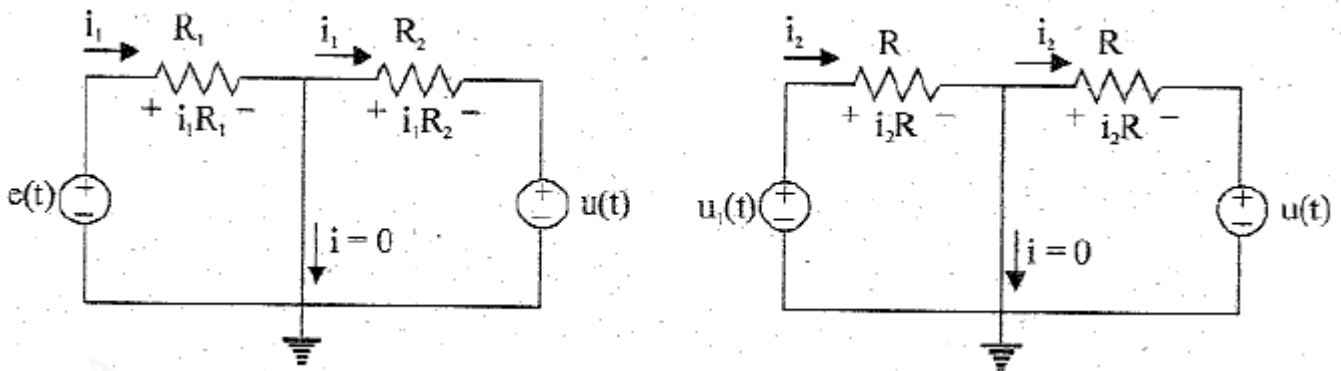 i₁ R₁ i₁ R₂
+ i₁R₁ − + i₁R₂ −
e(t) + − + − u(t)
i = 0
i₂ R i₂ R
+ i₂R − + i₂R −
u₁(t) + − + − u(t)
i = 0